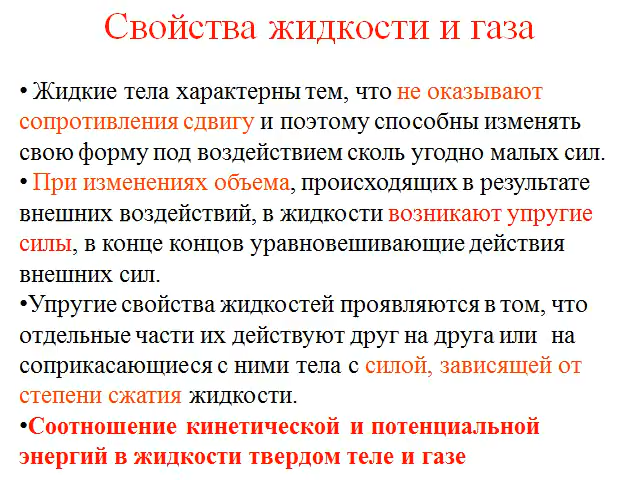 Свойства жидкости и газа
• Жидкие тела характерны тем, что не оказывают
сопротивления сдвигу и поэтому способны изменять
свою форму под воздействием сколь угодно малых сил.
• При изменениях объема, происходящих в результате
внешних воздействий, в жидкости возникают упругие
силы, в конце концов уравновешивающие действия
внешних сил.
•Упругие свойства жидкостей проявляются в том, что
отдельные части их действуют друг на друга или на
соприкасающиеся с ними тела с силой, зависящей от
степени сжатия жидкости.
•Соотношение кинетической и потенциальной
энергий в жидкости твердом теле и газе